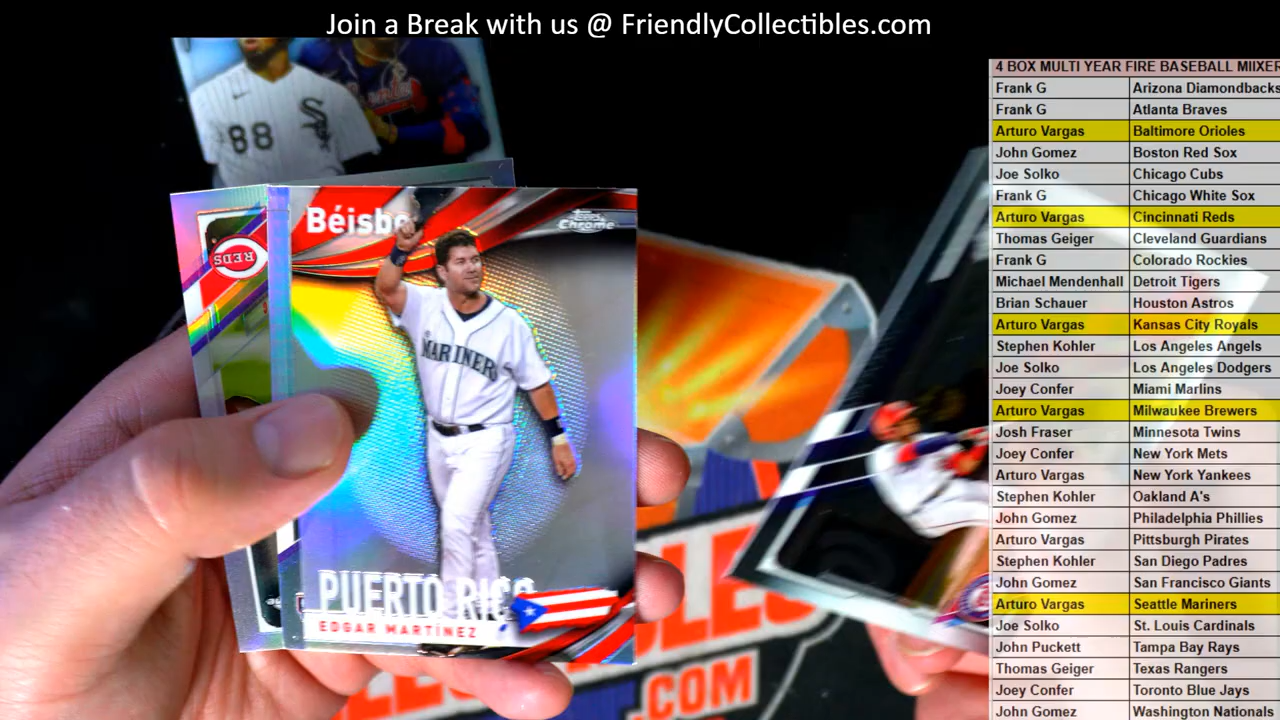 Join a Break with us @ FriendlyCollectibles.com
4 BOX MULTI YEAR FIRE BASEBALL MIIXER
Frank G Arizona Diamondbacks
Frank G Atlanta Braves
Arturo Vargas Baltimore Orioles
John Gomez Boston Red Sox
Joe Solko Chicago Cubs
Frank G Chicago White Sox
Arturo Vargas Cincinnati Reds
Thomas Geiger Cleveland Guardians
Frank G Colorado Rockies
Michael Mendenhall Detroit Tigers
Brian Schauer Houston Astros
Arturo Vargas Kansas City Royals
Stephen Kohler Los Angeles Angels
Joe Solko Los Angeles Dodgers
Joey Confer Miami Marlins
Arturo Vargas Milwaukee Brewers
Josh Fraser Minnesota Twins
Joey Confer New York Mets
Arturo Vargas New York Yankees
Stephen Kohler Oakland A's
John Gomez Philadelphia Phillies
Arturo Vargas Pittsburgh Pirates
Stephen Kohler San Diego Padres
John Gomez San Francisco Giants
Arturo Vargas Seattle Mariners
Joe Solko St. Louis Cardinals
John Puckett Tampa Bay Rays
Thomas Geiger Texas Rangers
Joey Confer Toronto Blue Jays
John Gomez Washington Nationals
88
REDS
Béisbo
Topps
Chrome
MARINER
PUERTO RICO
EDGAR MARTÍNEZ
.COM